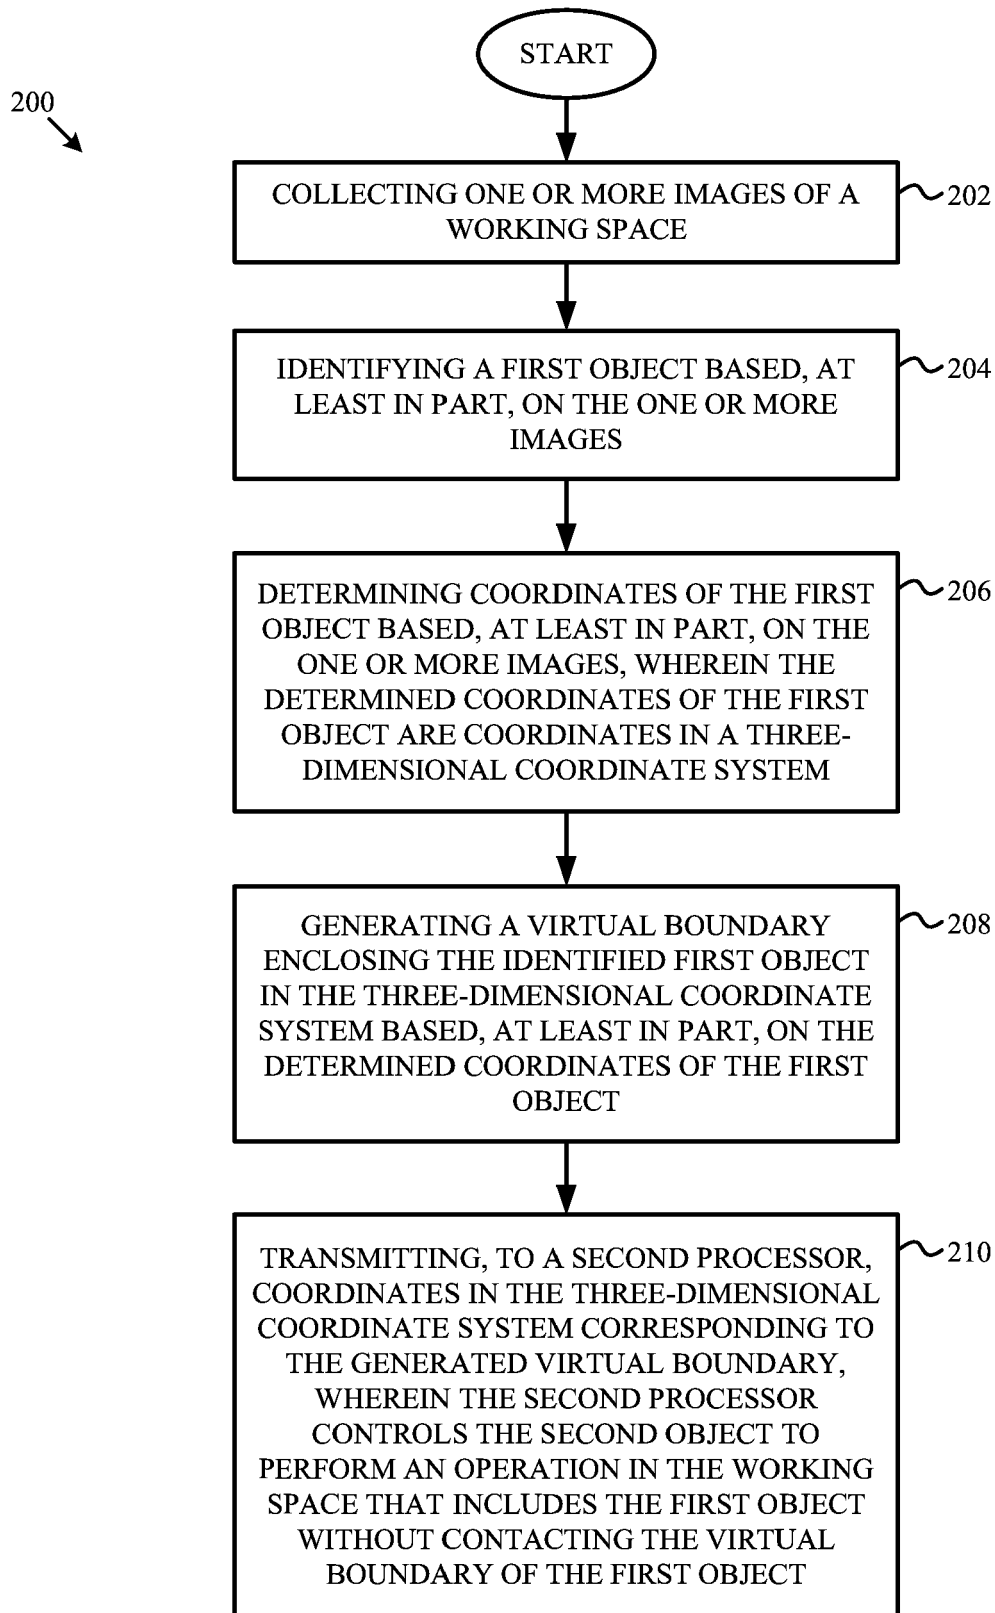 START
200
COLLECTING ONE OR MORE IMAGES OF A
WORKING SPACE
202
IDENTIFYING A FIRST OBJECT BASED, AT
LEAST IN PART, ON THE ONE OR MORE
IMAGES
204
DETERMINING COORDINATES OF THE FIRST
OBJECT BASED, AT LEAST IN PART, ON THE
ONE OR MORE IMAGES, WHEREIN THE
DETERMINED COORDINATES OF THE FIRST
OBJECT ARE COORDINATES IN A THREE-
DIMENSIONAL COORDINATE SYSTEM
206
GENERATING A VIRTUAL BOUNDARY
ENCLOSING THE IDENTIFIED FIRST OBJECT
IN THE THREE-DIMENSIONAL COORDINATE
SYSTEM BASED, AT LEAST IN PART, ON THE
DETERMINED COORDINATES OF THE FIRST
OBJECT
208
TRANSMITTING, TO A SECOND PROCESSOR,
COORDINATES IN THE THREE-DIMENSIONAL
COORDINATE SYSTEM CORRESPONDING TO
THE GENERATED VIRTUAL BOUNDARY,
WHEREIN THE SECOND PROCESSOR
CONTROLS THE SECOND OBJECT TO
PERFORM AN OPERATION IN THE WORKING
SPACE THAT INCLUDES THE FIRST OBJECT
WITHOUT CONTACTING THE VIRTUAL
BOUNDARY OF THE FIRST OBJECT
210